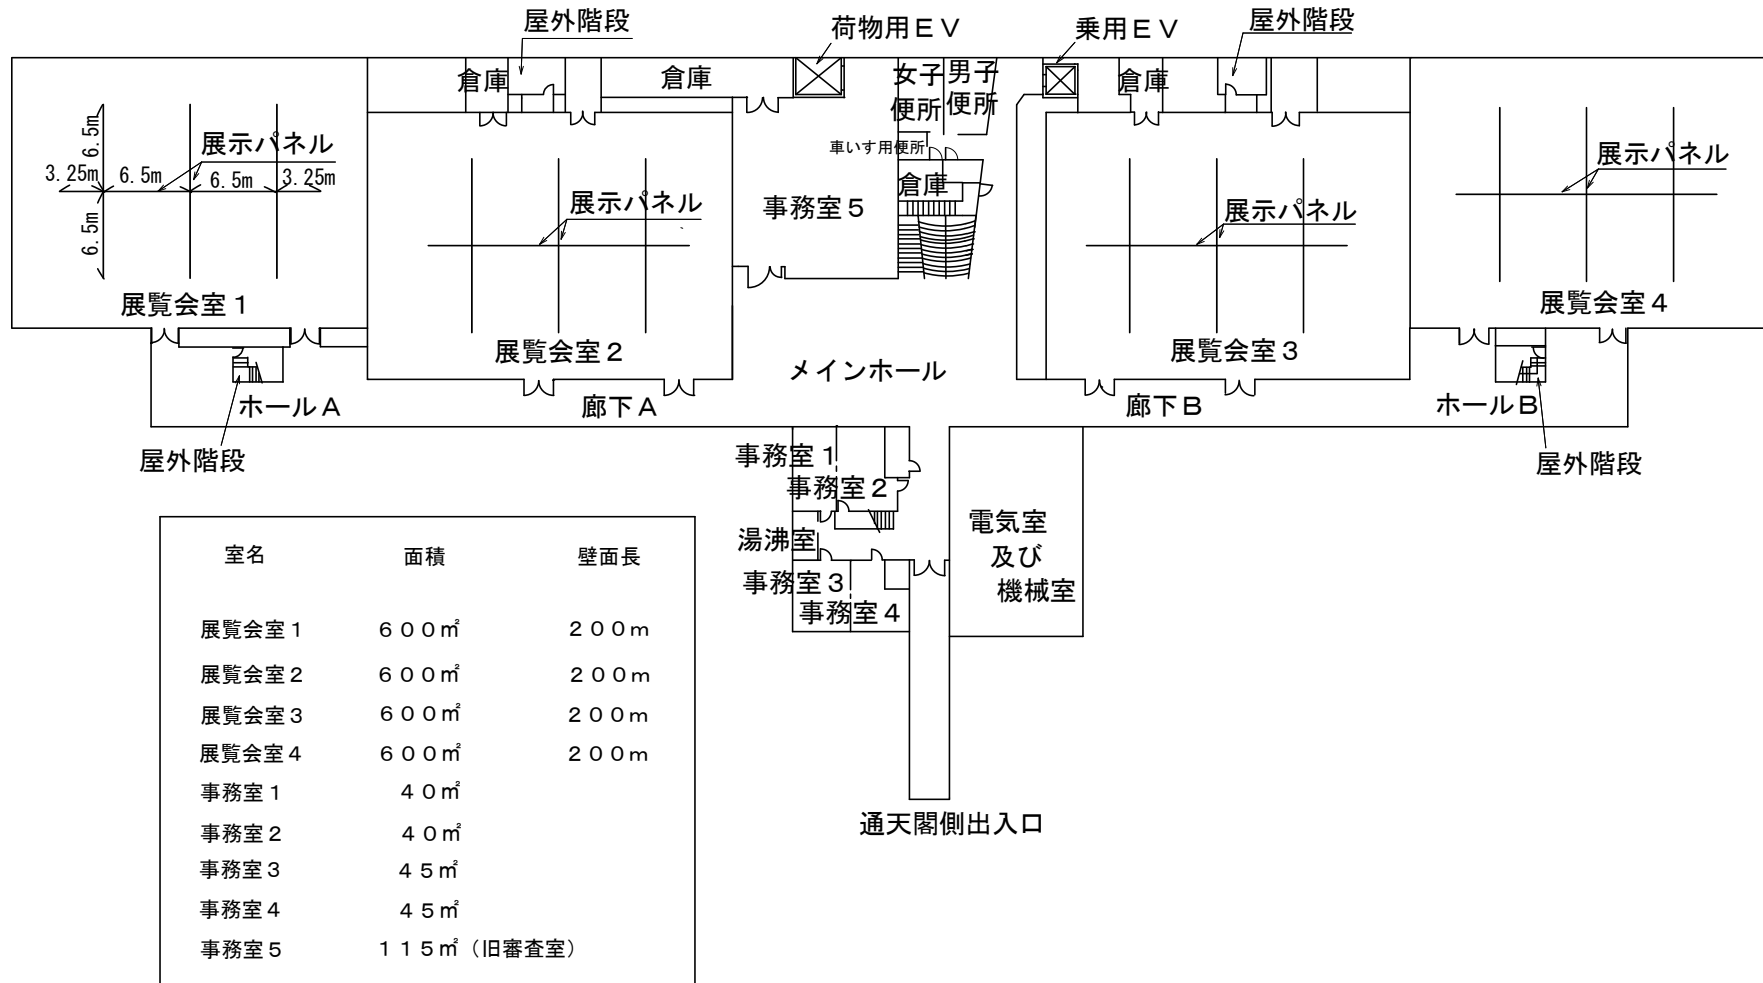 屋外階段
荷物用ＥＶ
乗用ＥＶ
屋外階段
倉庫
倉庫
女子
便所
男子
便所
倉庫
車いす用便所
倉庫
6.5m
3.25m
6.5m
6.5m
3.25m
6.5m
展示パネル
展示パネル
事務室５
展示パネル
展示パネル
展覧会室１
展覧会室２
メインホール
展覧会室３
展覧会室４
ホールＡ
廊下Ａ
廊下Ｂ
ホールＢ
屋外階段
屋外階段
事務室１
事務室２
湯沸室
事務室３
事務室４
電気室
及び
機械室
通天閣側出入口
室名 面積 壁面長
展覧会室１ ６００㎡ ２００ｍ
展覧会室２ ６００㎡ ２００ｍ
展覧会室３ ６００㎡ ２００ｍ
展覧会室４ ６００㎡ ２００ｍ
事務室１ ４０㎡
事務室２ ４０㎡
事務室３ ４５㎡
事務室４ ４５㎡
事務室５ １１５㎡（旧審査室）